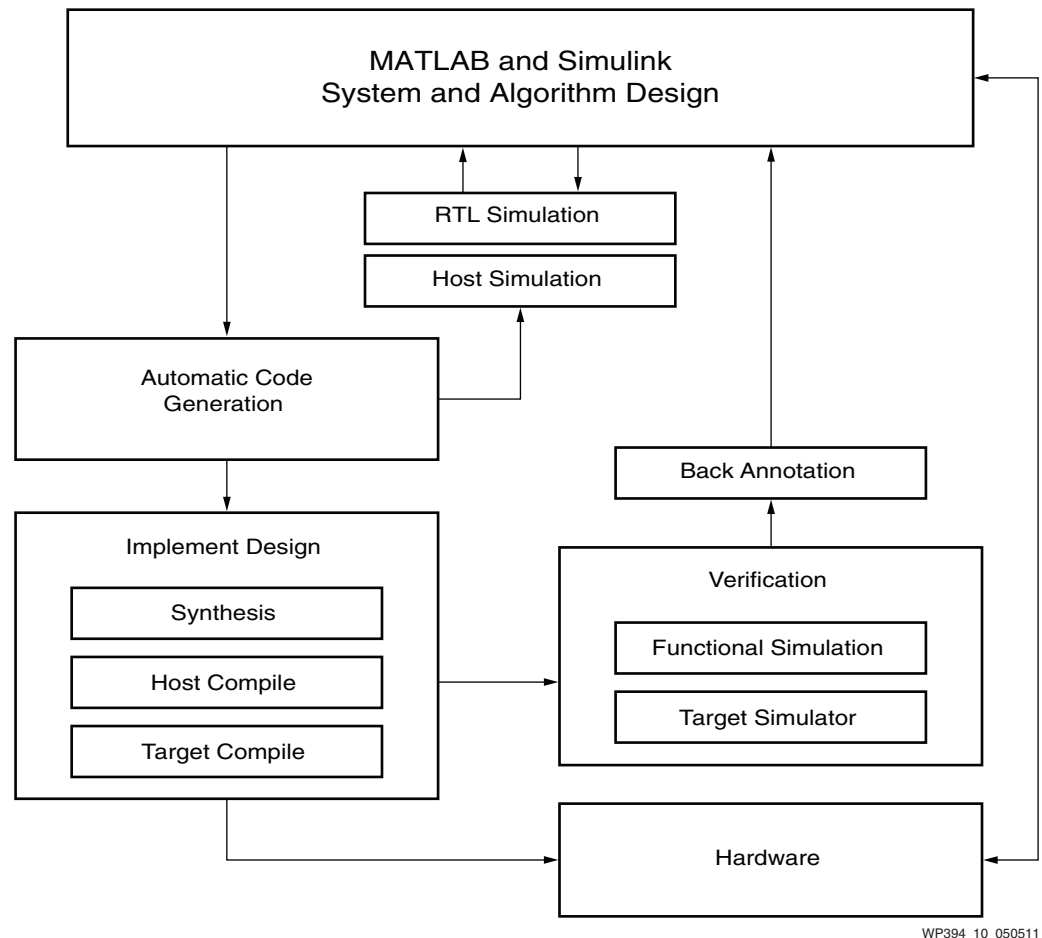 MATLAB and Simulink
System and Algorithm Design
RTL Simulation
Host Simulation
Automatic Code
Generation
Back Annotation
Implement Design
Synthesis
Host Compile
Target Compile
Verification
Functional Simulation
Target Simulator
Hardware
WP394_10_050511